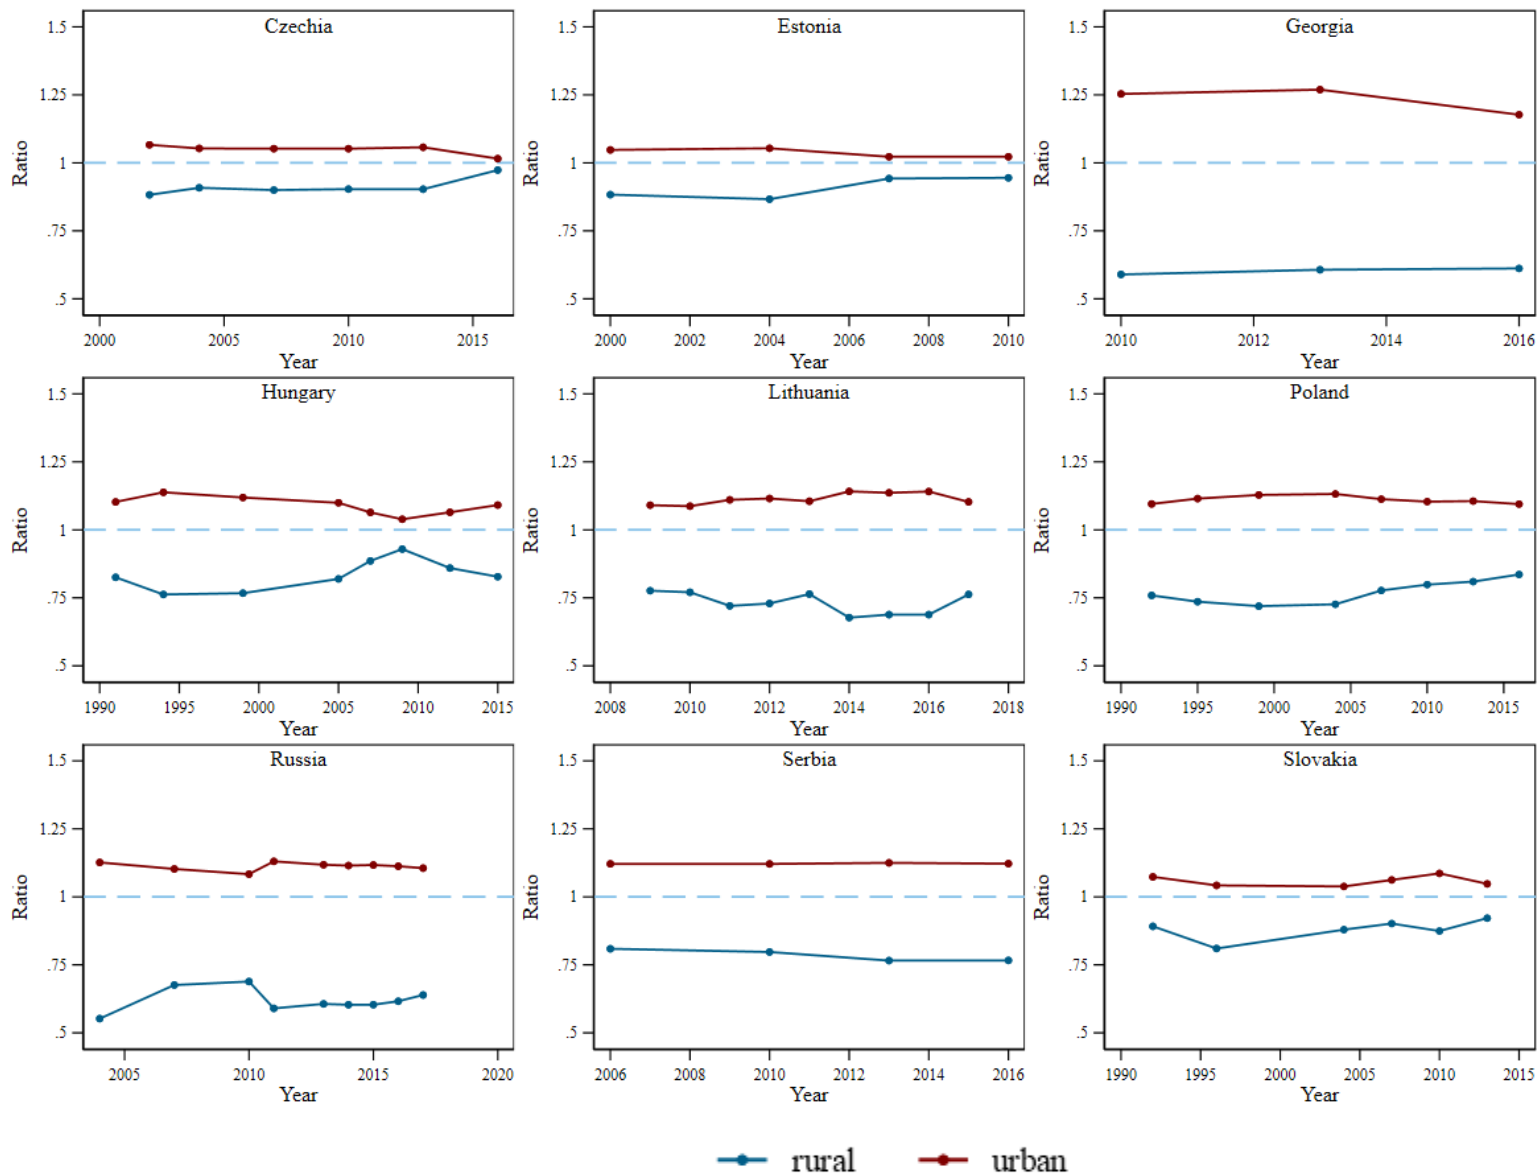 Czechia
Ratio
1.5
1.25
1
.75
.5
2000 2005 2010 2015
Year
Estonia
Ratio
1.5
1.25
1
.75
.5
2000 2002 2004 2006 2008 2010
Year
Georgia
Ratio
1.5
1.25
1
.75
.5
2010 2012 2014 2016
Year
Hungary
Ratio
1.5
1.25
1
.75
.5
1990 1995 2000 2005 2010 2015
Year
Lithuania
Ratio
1.5
1.25
1
.75
.5
2008 2010 2012 2014 2016 2018
Year
Poland
Ratio
1.5
1.25
1
.75
.5
1990 1995 2000 2005 2010 2015
Year
Russia
Ratio
1.5
1.25
1
.75
.5
2005 2010 2015 2020
Year
Serbia
Ratio
1.5
1.25
1
.75
.5
2006 2008 2010 2012 2014 2016
Year
Slovakia
Ratio
1.5
1.25
1
.75
.5
1990 1995 2000 2005 2010 2015
Year
rural urban